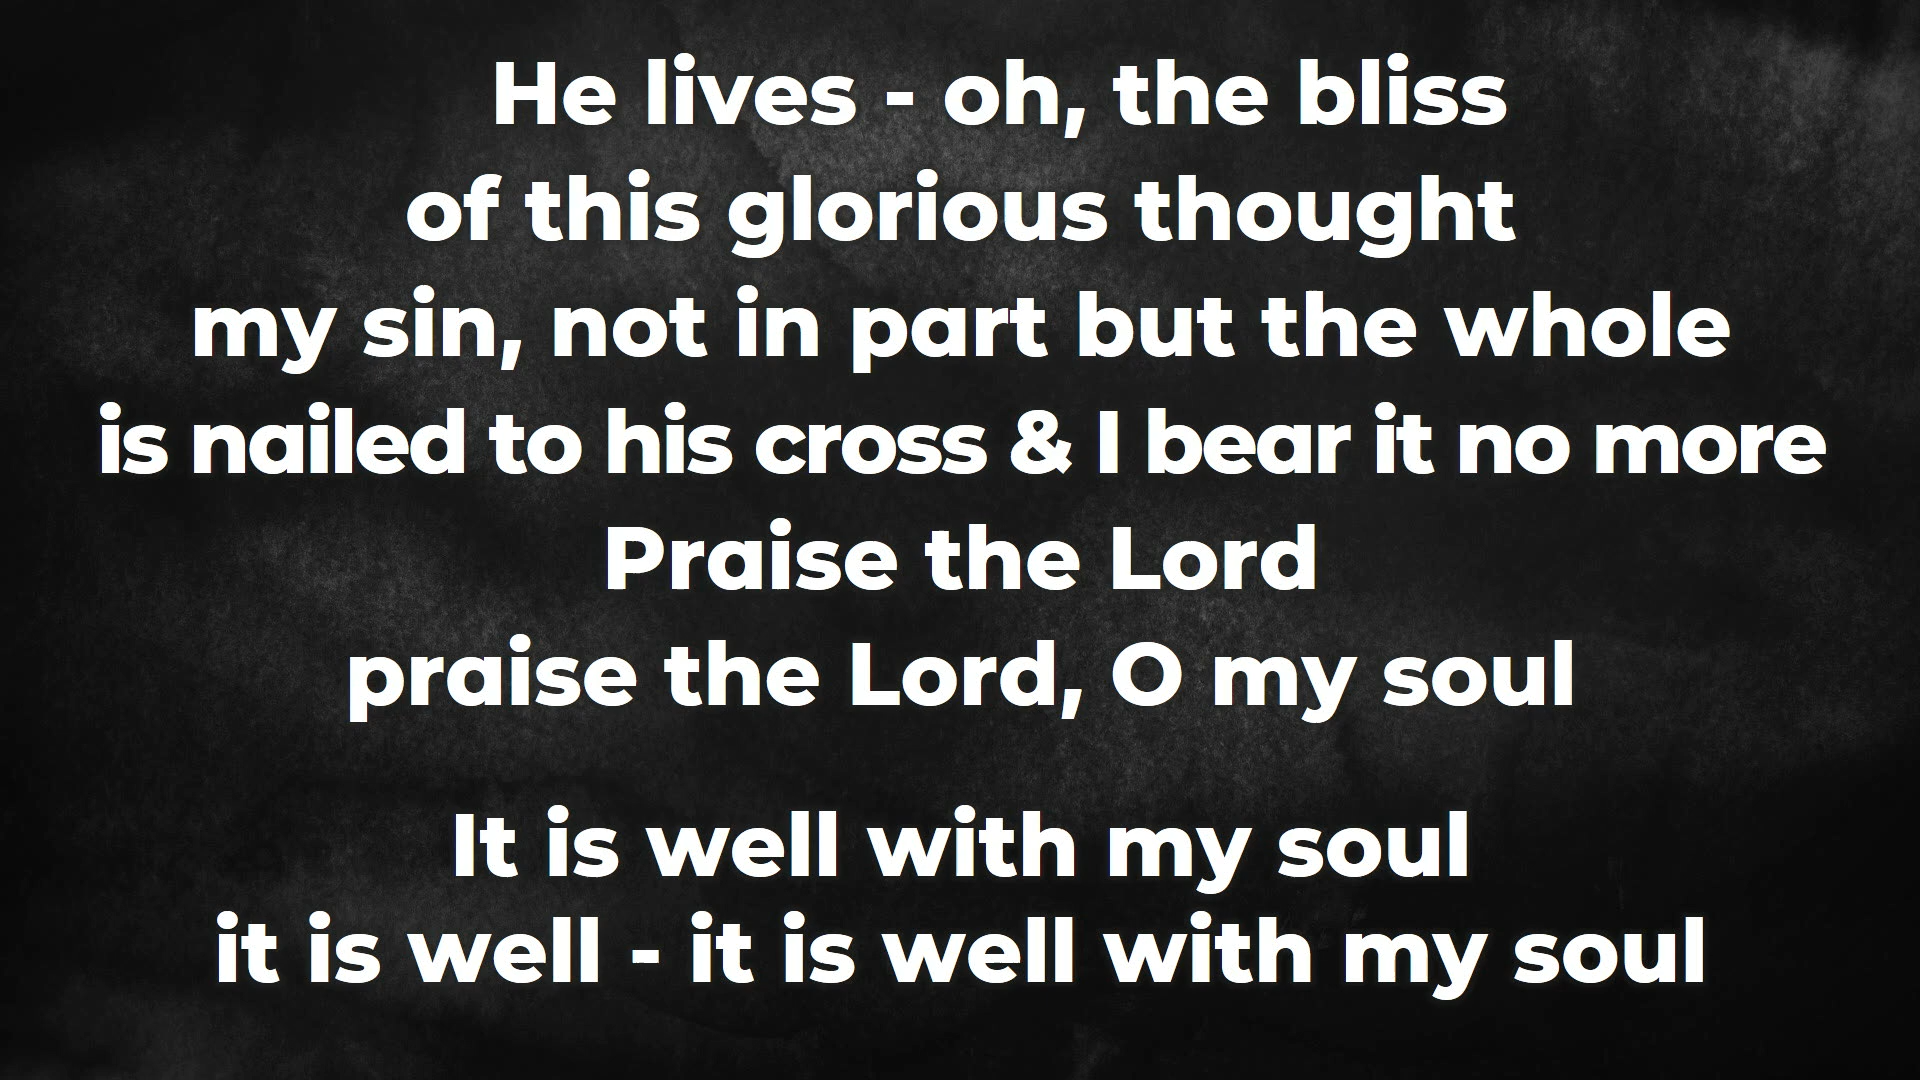 He lives - oh, the bliss
of this glorious thought
my sin, not in part but the whole
is nailed to his cross & I bear it no more
Praise the Lord
praise the Lord, O my soul
It is well with my soul
it is well - it is well with my soul